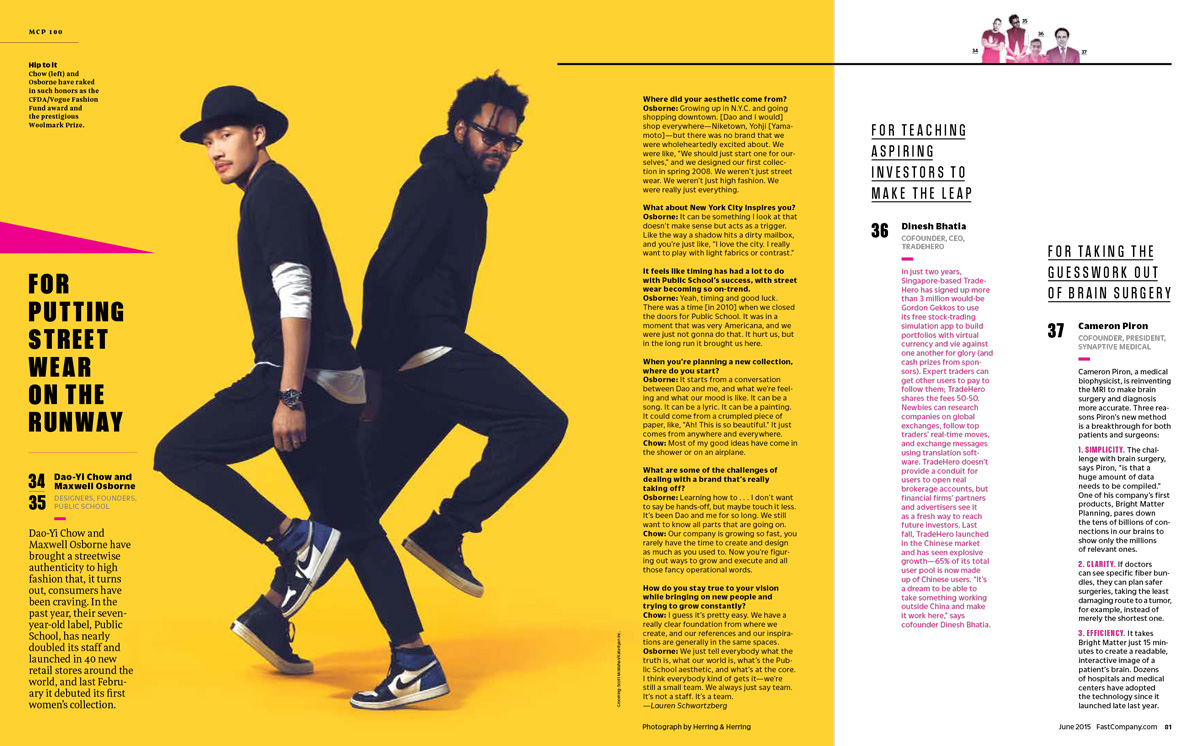 MCP 100
Hip to it
Chow (left) and
Osborne have raked
in such honors as the
CFDA/Vogue Fashion
Fund award and
the prestigious
Woolmark Prize.
FOR
PUTTING
STREET
WEAR
ON THE
RUNWAY
34
35
Dao-Yi Chow and
Maxwell Osborne
DESIGNERS, FOUNDERS,
PUBLIC SCHOOL
Dao-Yi Chow and
Maxwell Osborne have
brought a streetwise
authenticity to high
fashion that, it turns
out, consumers have
been craving. In the
past year, their seven-
year-old label, Public
School, has nearly
doubled its staff and
launched in 40 new
retail stores around the
world, and last Febru-
ary it debuted its first
women's collection.
Where did your aesthetic come from?
Osborne: Growing up in N.Y.C. and going
shopping downtown. [Dao and I would]
shop everywhere—Niketown, Yohji [Yama-
moto]—but there was no brand that we
were wholeheartedly excited about. We
were like, "We should just start one for our-
selves," and we designed our first collec-
tion in spring 2008. We weren't just street
wear. We weren't just high fashion. We
were really just everything.
What about New York City inspires you?
Osborne: It can be something I look at that
doesn't make sense but acts as a trigger.
Like the way a shadow hits a dirty mailbox,
and you're just like, "I love the city. I really
want to play with light fabrics or contrast."
It feels like timing has had a lot to do
with Public School's success, with street
wear becoming so on-trend.
Osborne: Yeah, timing and good luck.
There was a time [in 2010] when we closed
the doors for Public School. It was in a
moment that was very Americana, and we
were just not gonna do that. It hurt us, but
in the long run it brought us here.
When you're planning a new collection,
where do you start?
Osborne: It starts from a conversation
between Dao and me, and what we're feel-
ing and what our mood is like. It can be a
song. It can be a lyric. It can be a painting.
It could come from a crumpled piece of
paper, like, "Ah! This is so beautiful." It just
comes from anywhere and everywhere.
Chow: Most of my good ideas have come in
the shower or on an airplane.
What are some of the challenges of
dealing with a brand that's really
taking off?
Osborne: Learning how to . . . I don't want
to say be hands-off, but maybe touch it less.
It's been Dao and me for so long. We still
want to know all parts that are going on.
Chow: Our company is growing so fast, you
rarely have the time to create and design
as much as you used to. Now you're figur-
ing out ways to grow and execute and all
those fancy operational words.
How do you stay true to your vision
while bringing on new people and
trying to grow constantly?
Chow: I guess it's pretty easy. We have a
really clear foundation from where we
create, and our references and our inspira-
tions are generally in the same spaces.
Osborne: We just tell everybody what the
truth is, what our world is, what's the Pub-
lic School aesthetic, and what's at the core.
I think everybody kind of gets it—we're
still a small team. We always just say team.
It's not a staff. It's a team.
—Lauren Schwartzberg
Photograph by Herring & Herring
34
35
36
37
FOR TEACHING
ASPIRING
INVESTORS TO
MAKE THE LEAP
36
Dinesh Bhatia
COFOUNDER, CEO,
TRADEHERO
In just two years,
Singapore-based Trade-
Hero has signed up more
than 3 million would-be
Gordon Gekkos to use
its free stock-trading
simulation app to build
portfolios with virtual
currency and vie against
one another for glory (and
cash prizes from spon-
sors). Expert traders can
get other users to pay to
follow them; TradeHero
shares the fees 50-50.
Newbies can research
companies on global
exchanges, follow top
traders' real-time moves,
and exchange messages
using translation soft-
ware. TradeHero doesn't
provide a conduit for
users to open real
brokerage accounts, but
financial firms' partners
and advertisers see it
as a fresh way to reach
future investors. Last
fall, TradeHero launched
in the Chinese market
and has seen explosive
growth—65% of its total
user pool is now made
up of Chinese users. "It's
a dream to be able to
take something working
outside China and make
it work here," says
cofounder Dinesh Bhatia.
FOR TAKING THE
GUESSWORK OUT
OF BRAIN SURGERY
37
Cameron Piron
COFOUNDER, PRESIDENT,
SYNAPTIVE MEDICAL
Cameron Piron, a medical
biophysicist, is reinventing
the MRI to make brain
surgery and diagnosis
more accurate. Three rea-
sons Piron's new method
is a breakthrough for both
patients and surgeons:
1. SIMPLICITY. The chal-
lenge with brain surgery,
says Piron, "is that a
huge amount of data
needs to be compiled."
One of his company's first
products, Bright Matter
Planning, pares down
the tens of billions of con-
nections in our brains to
show only the millions
of relevant ones.
2. CLARITY. If doctors
can see specific fiber bun-
dles, they can plan safer
surgeries, taking the least
damaging route to a tumor,
for example, instead of
merely the shortest one.
3. EFFICIENCY. It takes
Bright Matter just 15 min-
utes to create a readable,
interactive image of a
patient's brain. Dozens
of hospitals and medical
centers have adopted
the technology since it
launched late last year.
June 2015 FastCompany.com 81